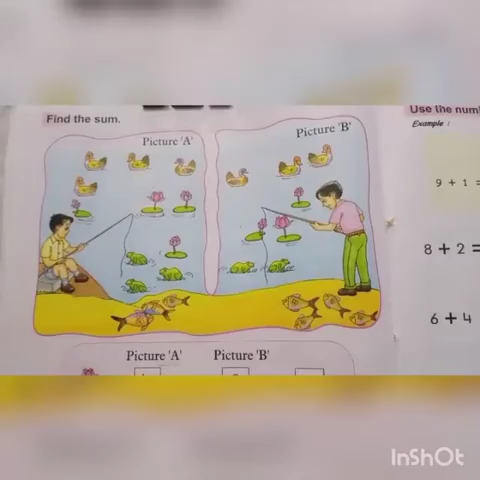 Find the sum.
Picture 'A'
Picture 'B'
Use the num
Example :
9 + 1 =
8 + 2 =
6 + 4
Picture 'A' Picture 'B'
InShOt